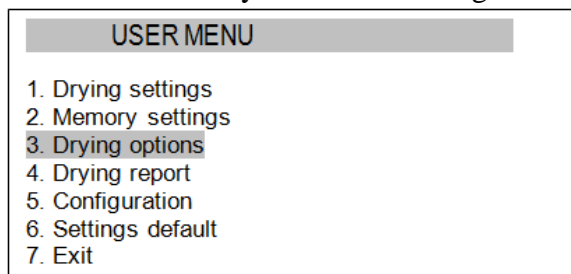 USER MENU
1. Drying settings
2. Memory settings
3. Drying options
4. Drying report
5. Configuration
6. Settings default
7. Exit